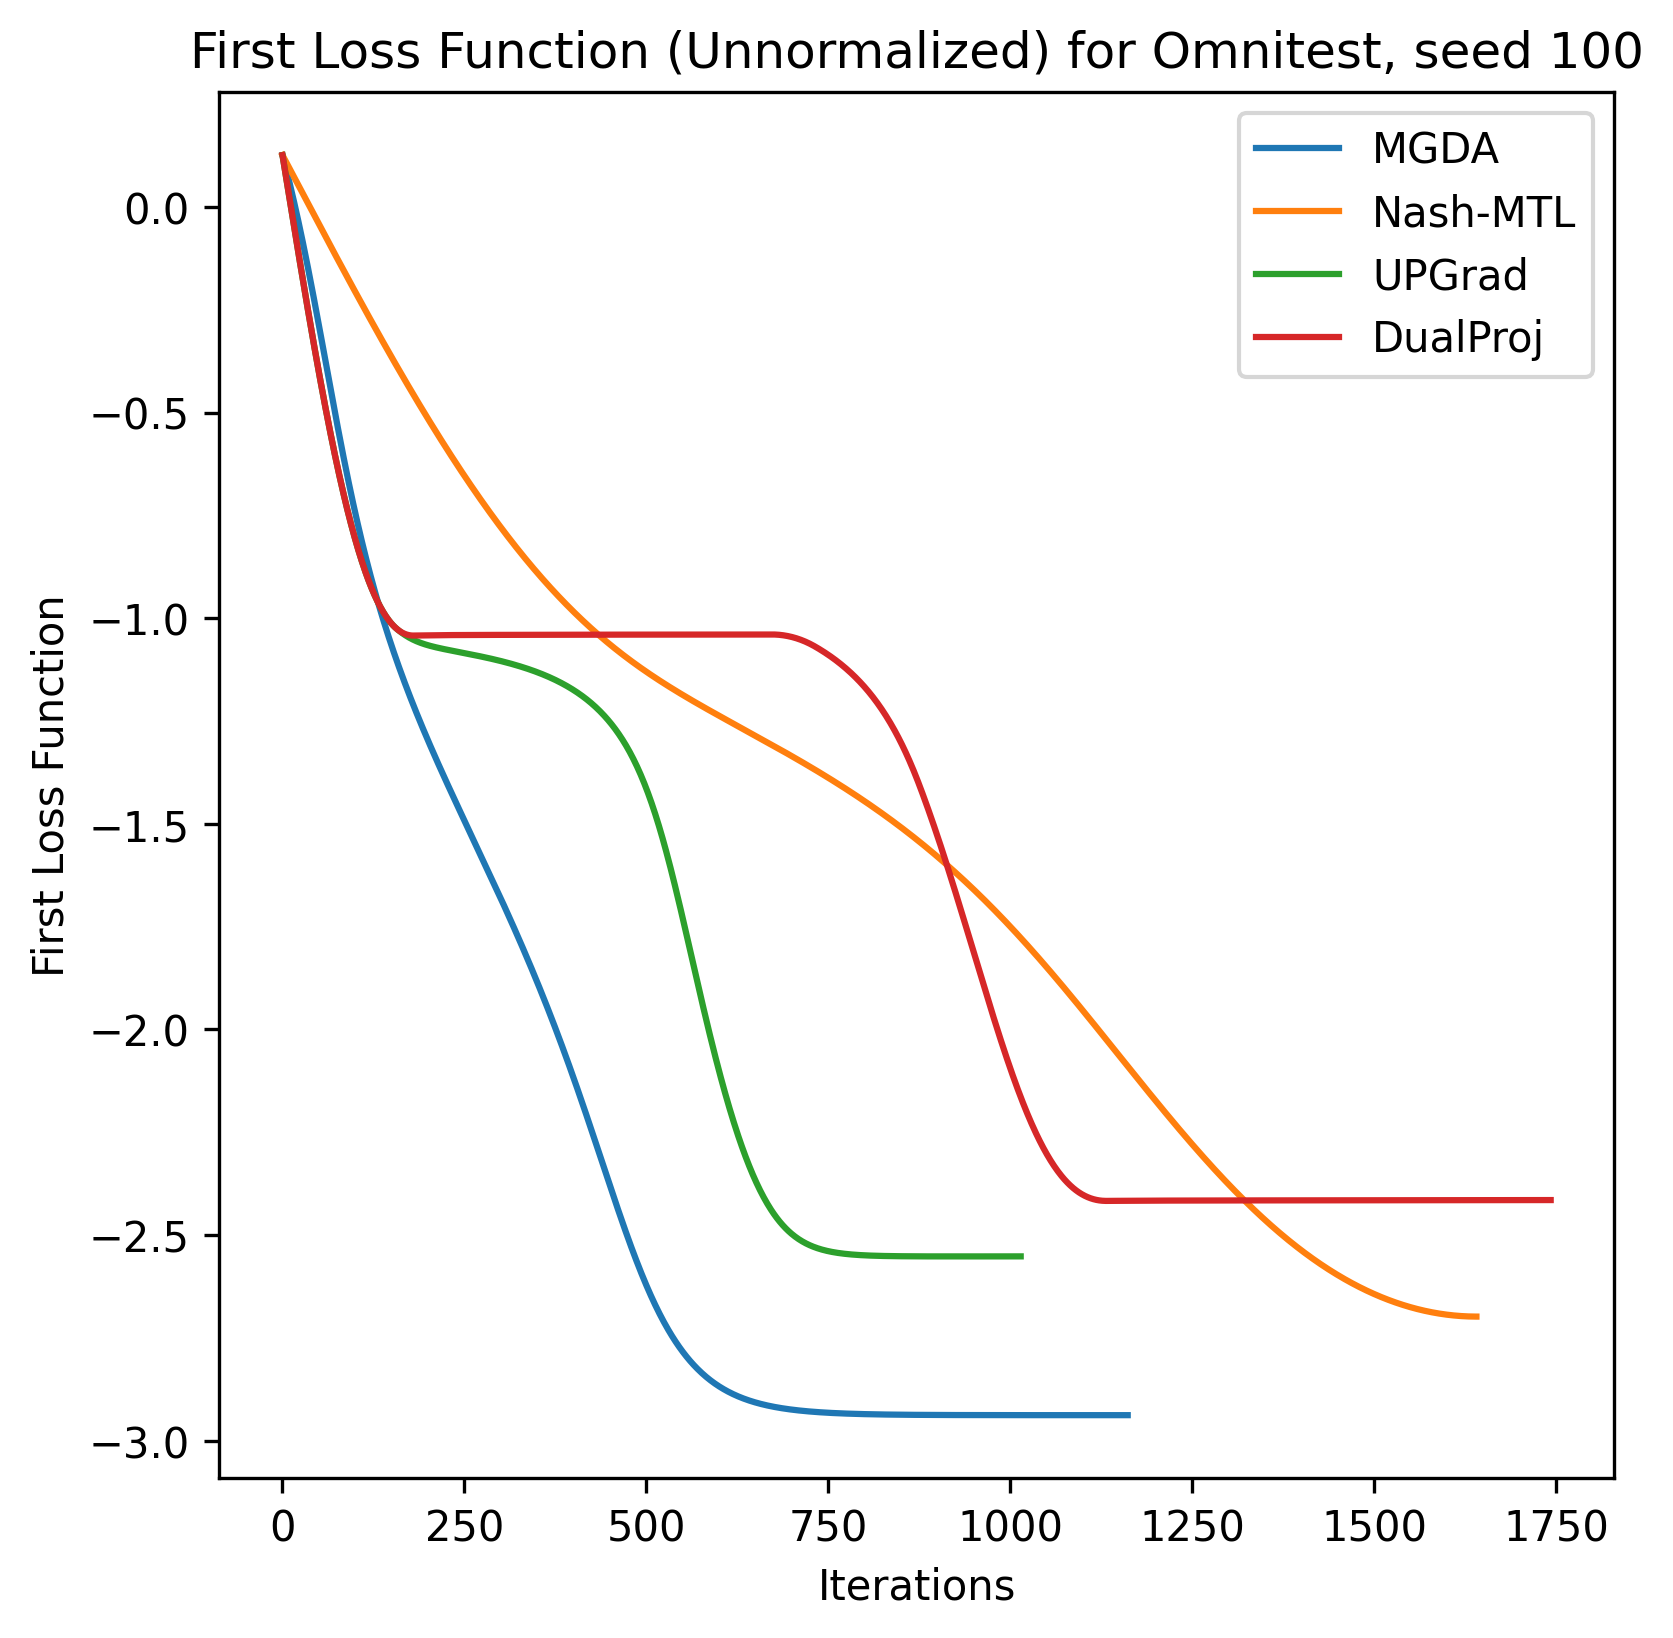 First Loss Function (Unnormalized) for Omnitest, seed 100
MGDA
Nash-MTL
UPGrad
DualProj
First Loss Function
0.0
−0.5
−1.0
−1.5
−2.0
−2.5
−3.0
0 250 500 750 1000 1250 1500 1750
Iterations